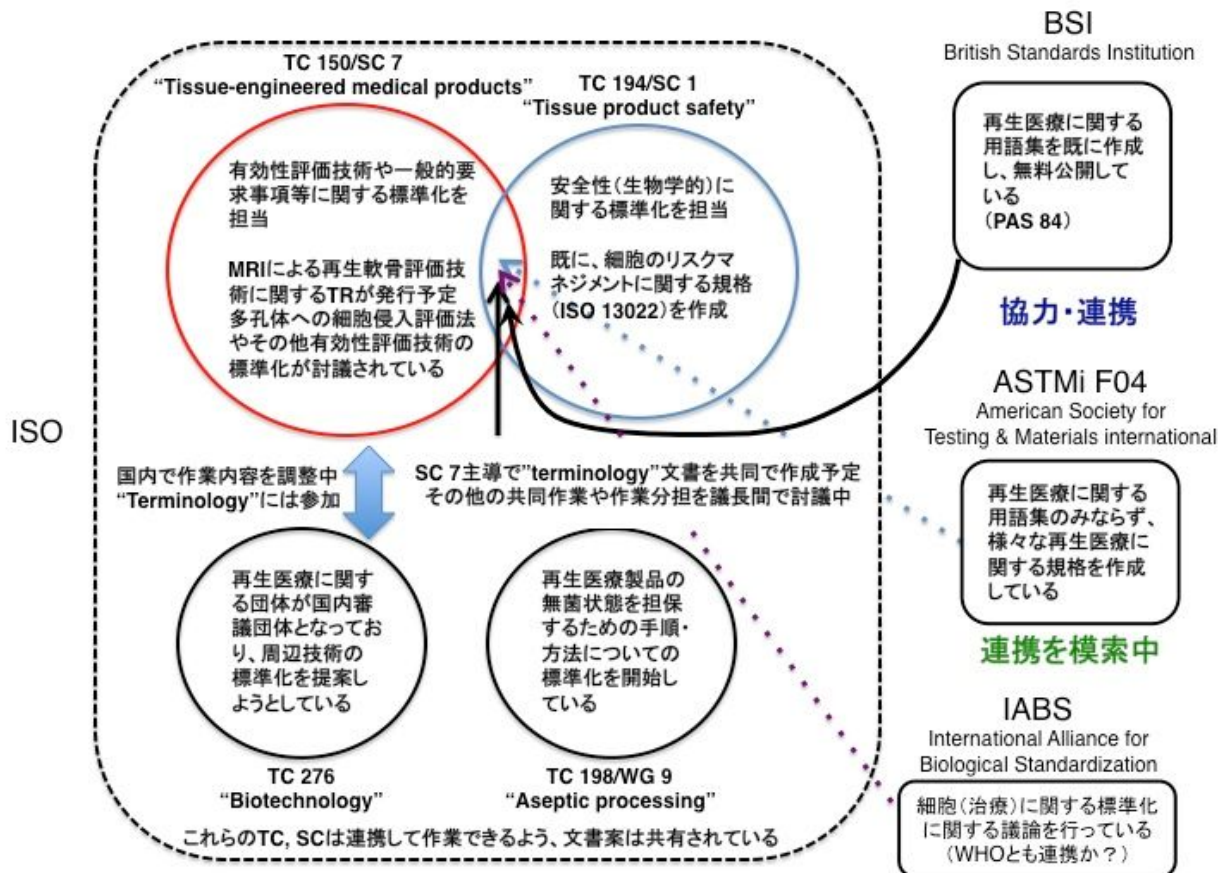 TC 150/SC 7
“Tissue-engineered medical products”
有効性評価技術や一般的要
求事項等に関する標準化を
担当
MRIによる再生軟骨評価技
術に関するTRが発行予定
多孔体への細胞侵入評価法
やその他有効性評価技術の
標準化が討議されている
TC 194/SC 1
“Tissue product safety”
安全性（生物学的）に
関する標準化を担当
既に、細胞のリスクマ
ネジメントに関する規格
（ISO 13022）を作成
ISO
国内で作業内容を調整中
“Terminology”には参加
SC 7主導で”terminology”文書を共同で作成予定
その他の共同作業や作業分担を議長間で討議中
再生医療に関す
る団体が国内審
議団体となってお
り、周辺技術の
標準化を提案し
ようとしている
TC 276
“Biotechnology”
再生医療製品の
無菌状態を担保
するための手順・
方法についての
標準化を開始し
ている
TC 198/WG 9
“Aseptic processing”
これらのTC, SCは連携して作業できるよう、文書案は共有されている
BSI
British Standards Institution
再生医療に関する
用語集を既に作成
し、無料公開して
いる
（PAS 84）
協力・連携
ASTMi F04
American Society for
Testing & Materials international
再生医療に関する
用語集のみならず、
様々な再生医療に
関する規格を作成
している
連携を模索中
IABS
International Alliance for
Biological Standardization
細胞（治療）に関する標準化
に関する議論を行っている
（WHOとも連携か？）